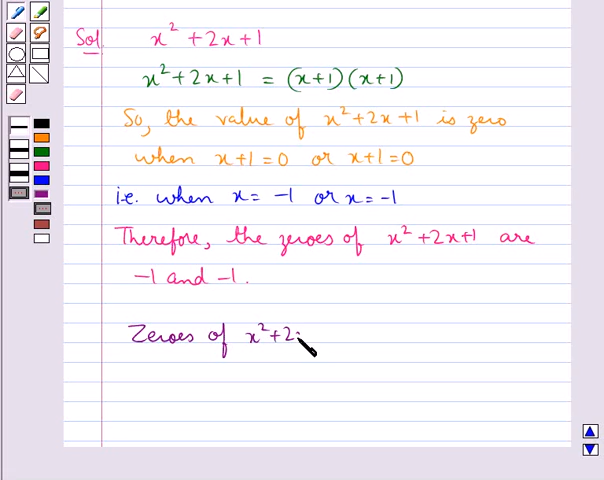 Sol. x² + 2x + 1
x² + 2x + 1 = (x+1) (x+1)
So, the value of x² + 2x + 1 is zero
when x+1 = 0 or x+1 = 0
i.e. when x = -1 or x = -1
Therefore, the zeroes of x² + 2x + 1 are
-1 and -1.
Zeroes of x² + 2